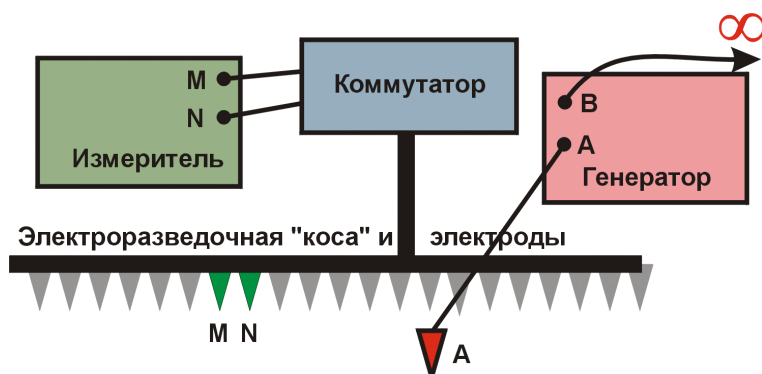 ∞
M
N
Измеритель
Коммутатор
B
A
Генератор
Электроразведочная "коса" и электроды
M N
A